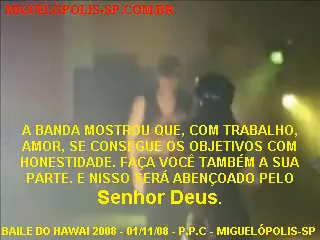 MIGUELÓPOLIS-SP.COM.BR
A BANDA MOSTROU QUE, COM TRABALHO,
AMOR, SE CONSEGUE OS OBJETIVOS COM
HONESTIDADE. FAÇA VOCÊ TAMBÉM A SUA
PARTE. E NISSO SERÁ ABENÇOADO PELO
Senhor Deus.
BAILE DO HAWAI 2008 - 01/11/08 - P.P.C - MIGUELÓPOLIS-SP